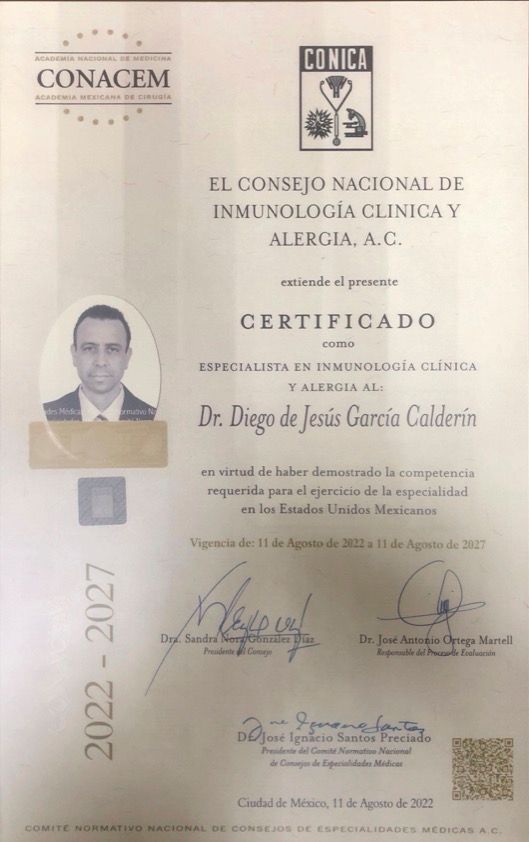 ACADEMIA NACIONAL DE MEDICINA
CONACEM
ACADEMIA MEXICANA DE CIRUGÍA
CONICA
EL CONSEJO NACIONAL DE
INMUNOLOGÍA CLINICA Y
ALERGIA, A.C.
extiende el presente
CERTIFICADO
como
ESPECIALISTA EN INMUNOLOGÍA CLÍNICA
Y ALERGIA AL:
Dr. Diego de Jesús García Calderín
en virtud de haber demostrado la competencia
requerida para el ejercicio de la especialidad
en los Estados Unidos Mexicanos
Vigencia de: 11 de Agosto de 2022 a 11 de Agosto de 2027
2022 - 2027
Dra. Sandra Nora González Díaz
Presidente del Consejo
Dr. José Antonio Ortega Martell
Responsable del Proceso de Evaluación
Dr. José Ignacio Santos Preciado
Presidente del Comité Normativo Nacional
de Consejos de Especialidades Médicas
Ciudad de México, 11 de Agosto de 2022
COMITÉ NORMATIVO NACIONAL DE CONSEJOS DE ESPECIALIDADES MÉDICAS A.C.